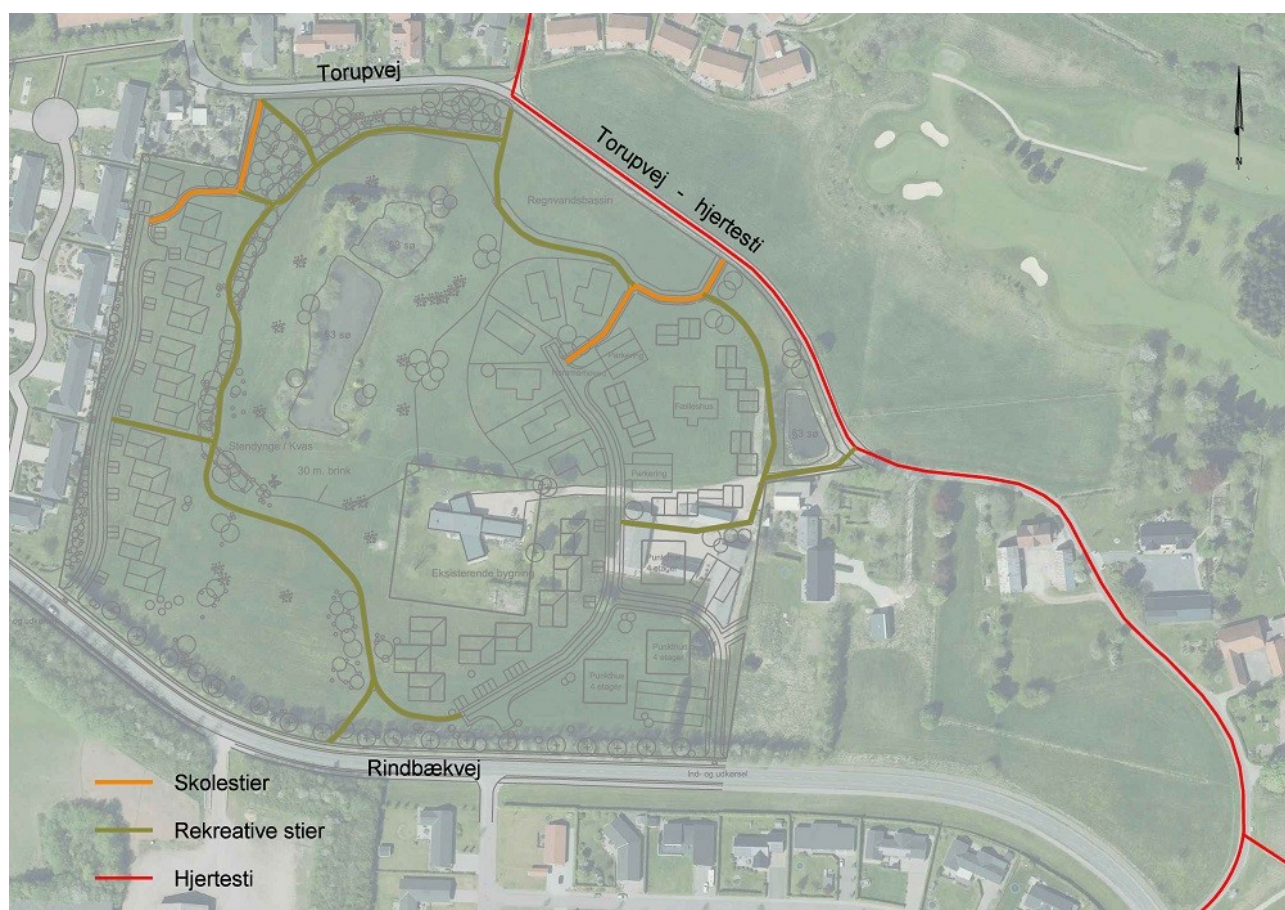 Torupvej
Torupvej - hjertesti
N
Regnvandsbassin
§3 sø
§3 sø
Parkering
Hammerhoved
Fælleshus
§3 sø
Stendynge / Kvas
30 m. brink
Parkering
Eksisterende bygning
Punkthus
4 etager
Punkthus
4 etager
Punkthus
4 etager
Rindbækvej
Ind- og udkørsel
Skolestier
Rekreative stier
Hjertesti